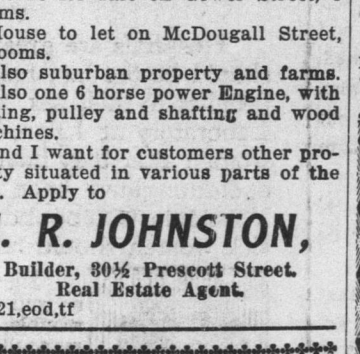 ms.
House to let on McDougall Street,
ooms.
lso suburban property and farms.
lso one 6 horse power Engine, with
ing, pulley and shafting and wood
chines.
nd I want for customers other pro-
ty situated in various parts of the
. Apply to
. R. JOHNSTON,
Builder, 30½ Prescott Street.
Real Estate Agent.
21,eod,tf